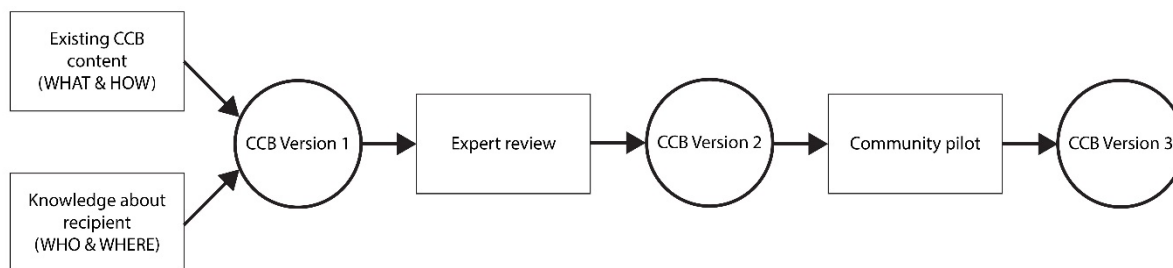 Existing CCB
content
(WHAT & HOW)
Knowledge about
recipient
(WHO & WHERE)
CCB Version 1
Expert review
CCB Version 2
Community pilot
CCB Version 3